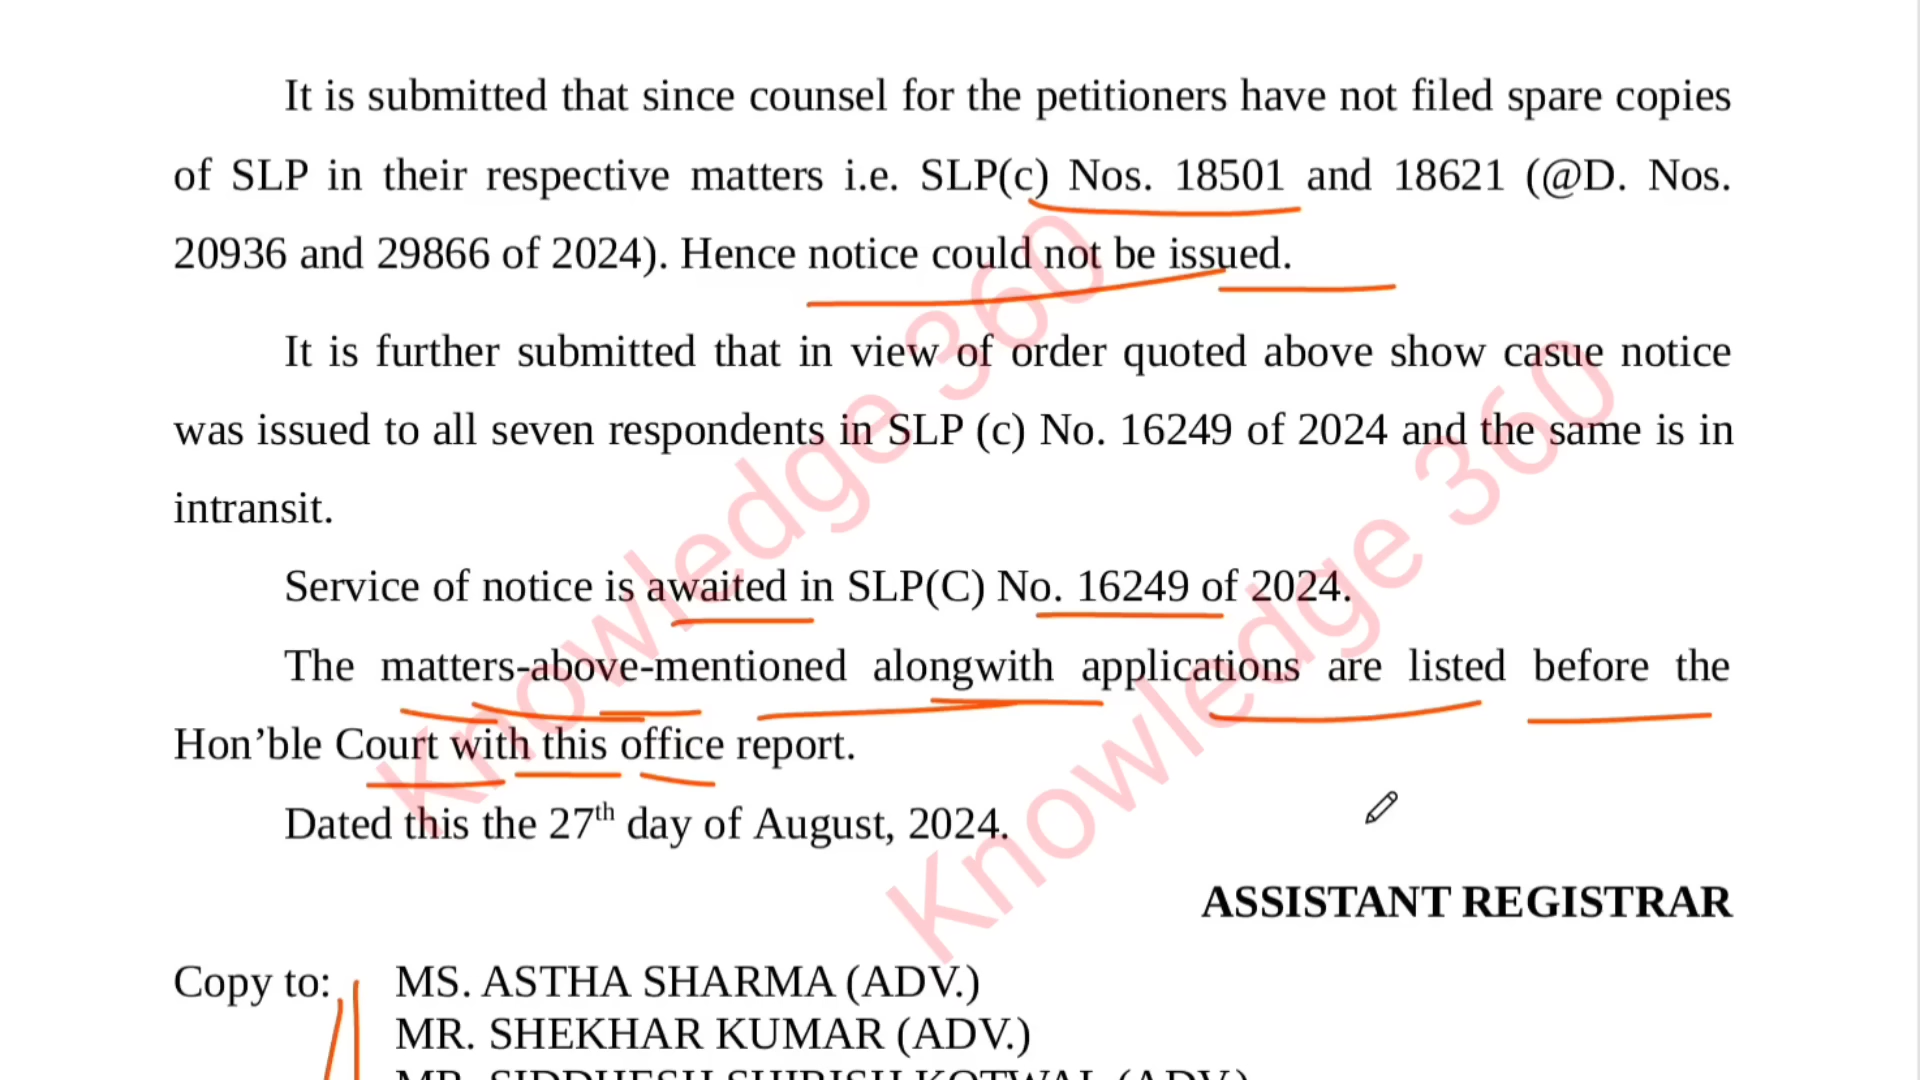 It is submitted that since counsel for the petitioners have not filed spare copies
of SLP in their respective matters i.e. SLP(c) Nos. 18501 and 18621 (@D. Nos.
20936 and 29866 of 2024). Hence notice could not be issued.
It is further submitted that in view of order quoted above show casue notice
was issued to all seven respondents in SLP (c) No. 16249 of 2024 and the same is in
intransit.
Service of notice is awaited in SLP(C) No. 16249 of 2024.
The matters-above-mentioned alongwith applications are listed before the
Hon’ble Court with this office report.
Dated this the 27th day of August, 2024.
ASSISTANT REGISTRAR
Copy to: MS. ASTHA SHARMA (ADV.)
MR. SHEKHAR KUMAR (ADV.)
MR. SIDDHESH SHIRISH KOTWAL (ADV.)
Knowledge 360
Knowledge 360